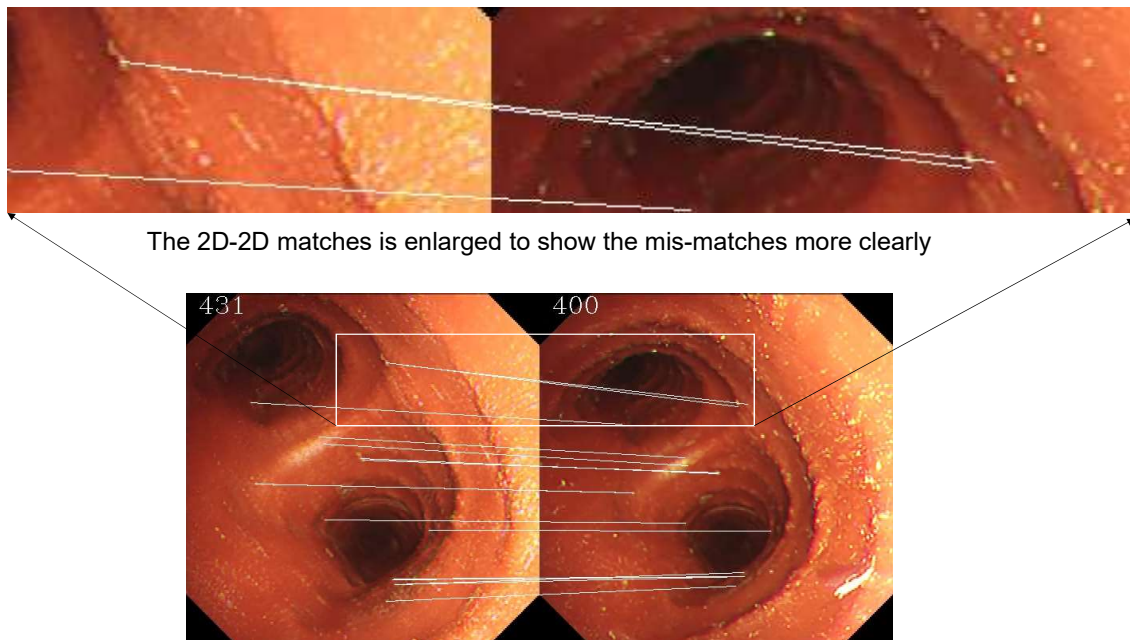 The 2D-2D matches is enlarged to show the mis-matches more clearly
431 400